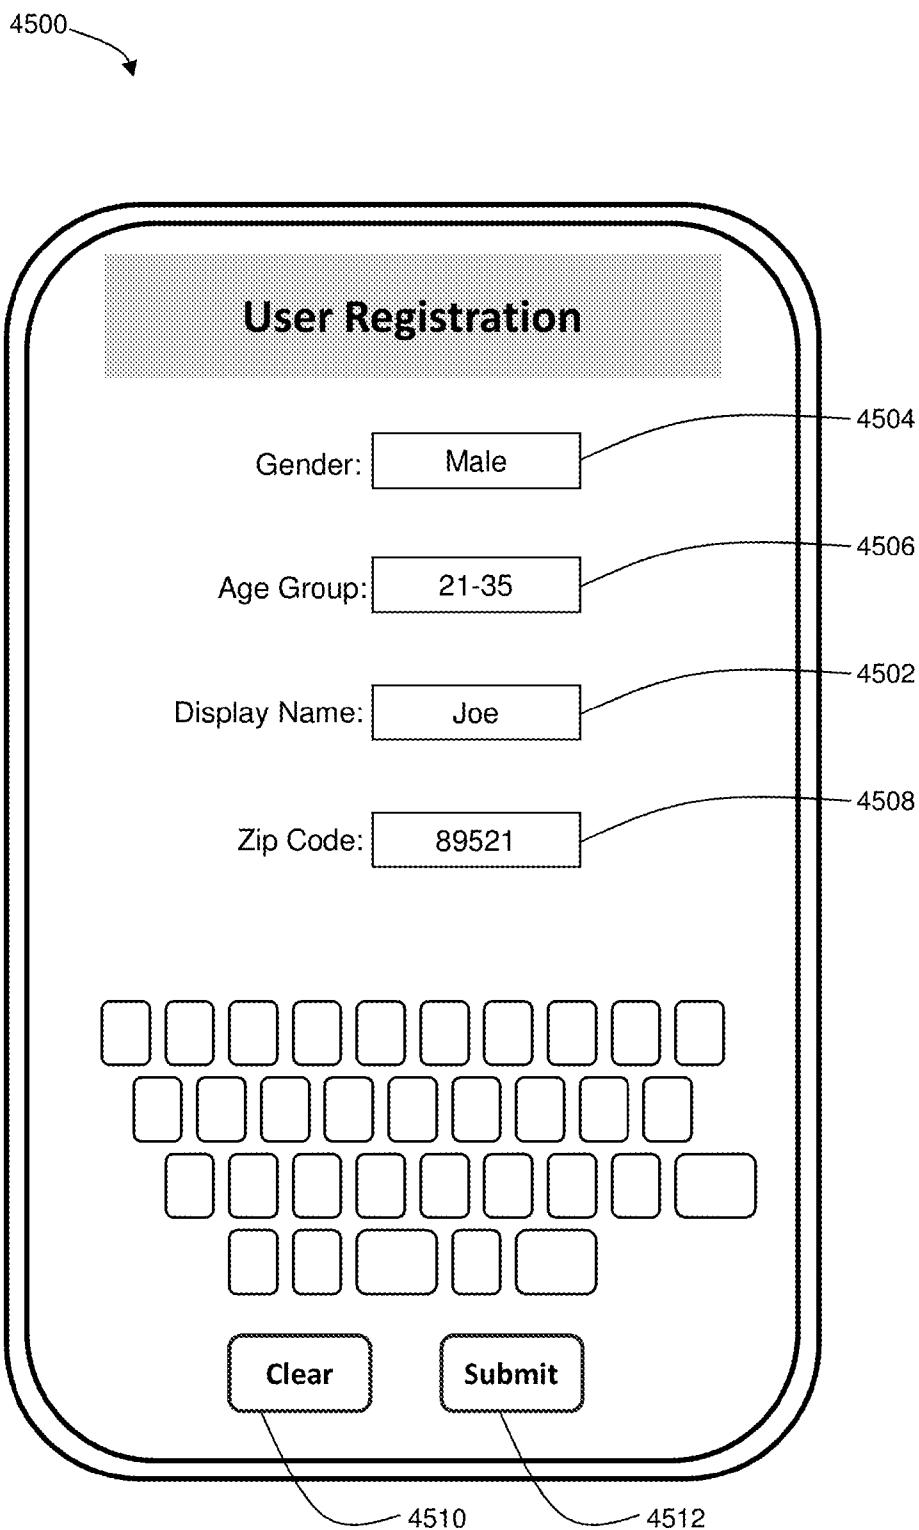 4500
User Registration
4504
Gender: Male
4506
Age Group: 21-35
4502
Display Name: Joe
4508
Zip Code: 89521
Clear Submit
4510 4512